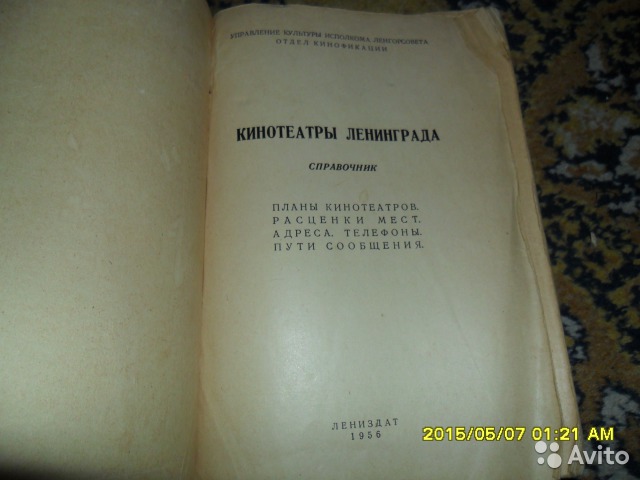 УПРАВЛЕНИЕ КУЛЬТУРЫ ИСПОЛКОМА ЛЕНГОРСОВЕТА
ОТДЕЛ КИНОФИКАЦИИ
КИНОТЕАТРЫ ЛЕНИНГРАДА
СПРАВОЧНИК
ПЛАНЫ КИНОТЕАТРОВ.
РАСЦЕНКИ МЕСТ.
АДРЕСА. ТЕЛЕФОНЫ.
ПУТИ СООБЩЕНИЯ.
ЛЕНИЗДАТ
1956
2015/05/07 01:21 AM
Avito